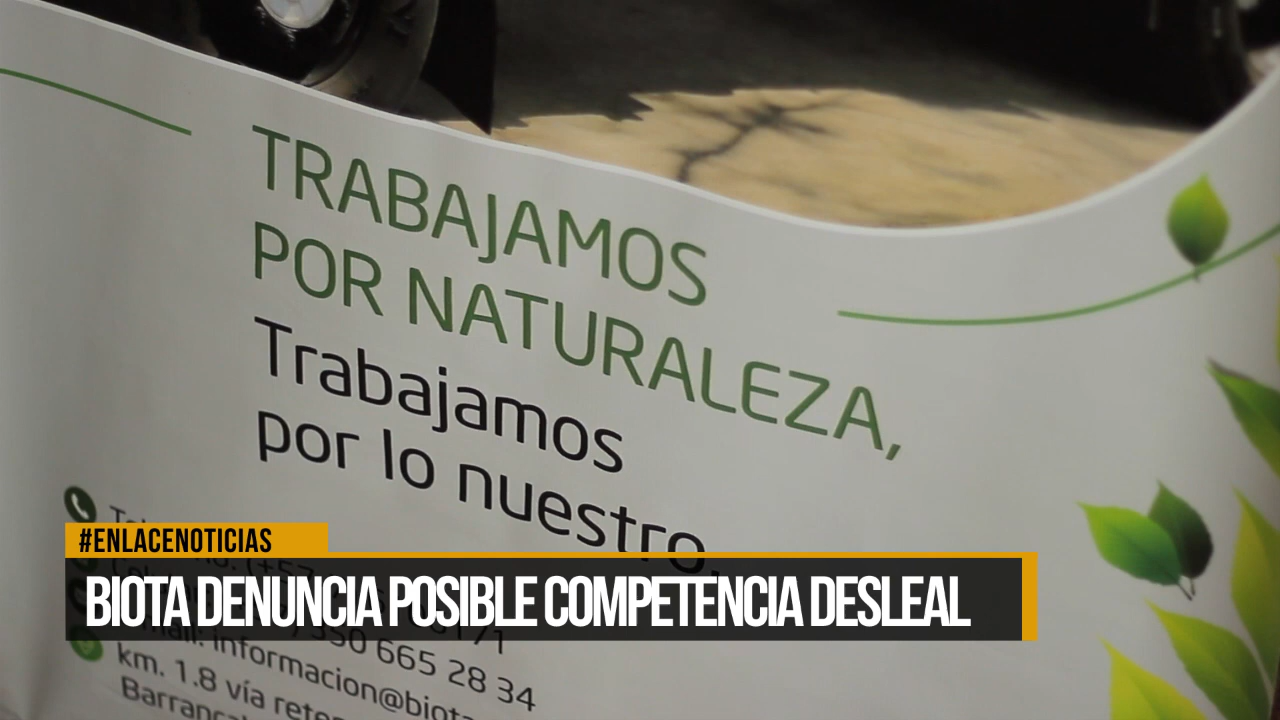 TRABAJAMOS
POR NATURALEZA,
Trabajamos
por lo nuestro.
#ENLACENOTICIAS
BIOTA DENUNCIA POSIBLE COMPETENCIA DESLEAL
350 665 28 34
km. 1.8 vía